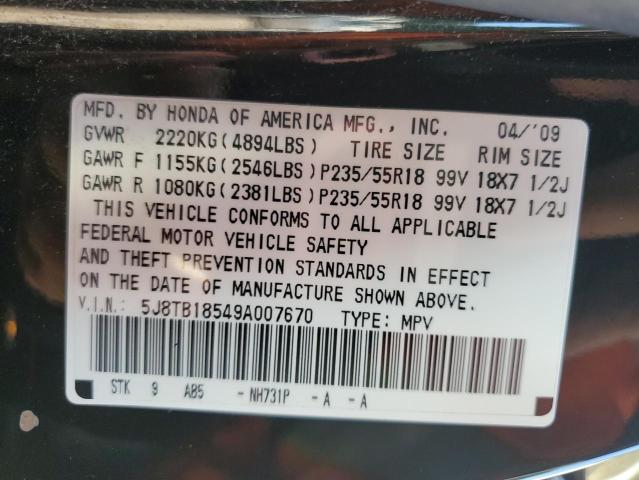 MFD. BY HONDA OF AMERICA MFG., INC. 04/'09
GVWR 2220KG(4894LBS) TIRE SIZE RIM SIZE
GAWR F 1155KG(2546LBS)P235/55R18 99V 18X7 1/2J
GAWR R 1080KG(2381LBS)P235/55R18 99V 18X7 1/2J
THIS VEHICLE CONFORMS TO ALL APPLICABLE
FEDERAL MOTOR VEHICLE SAFETY
AND THEFT PREVENTION STANDARDS IN EFFECT
ON THE DATE OF MANUFACTURE SHOWN ABOVE.
V.I.N.: 5J8TB18549A007670 TYPE: MPV
STK 9 AB5 - NH731P - A - A